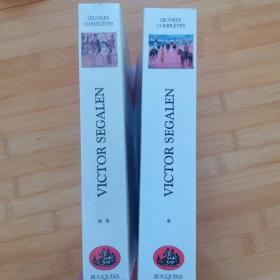 ŒUVRES
COMPLÈTES
VICTOR SEGALEN
**
BOUQUINS
ŒUVRES
COMPLÈTES
VICTOR SEGALEN
*
BOUQUINS